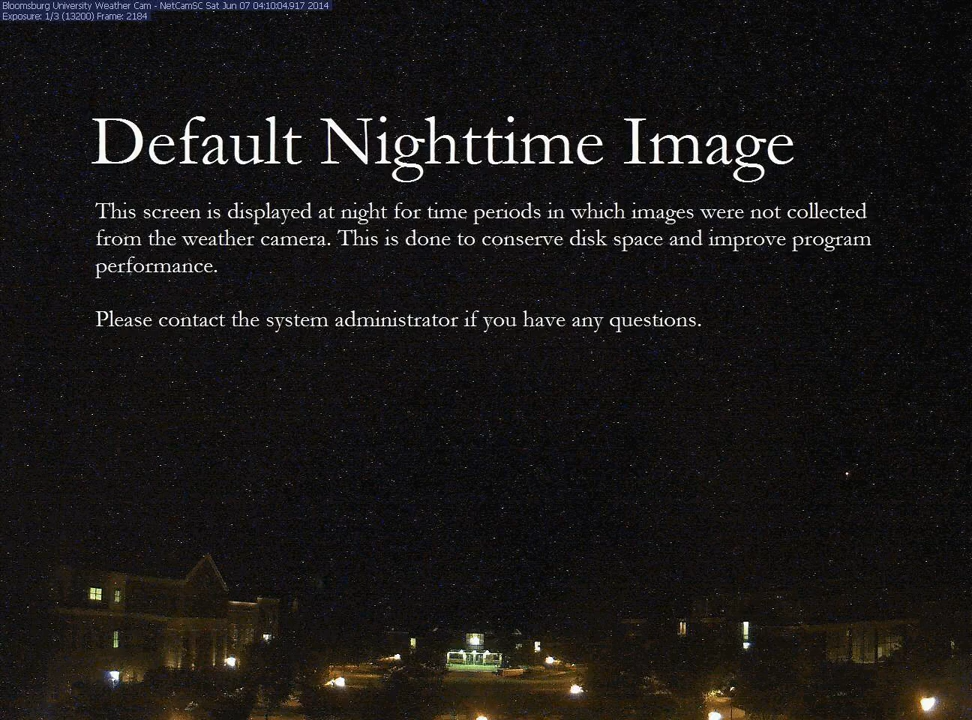 Bloomsburg University Weather Cam - NetCamSC Sat Jun 07 04:10:04.917 2014
Exposure: 1/3 (13200) Frame: 2184
Default Nighttime Image
This screen is displayed at night for time periods in which images were not collected
from the weather camera. This is done to conserve disk space and improve program
performance.
Please contact the system administrator if you have any questions.